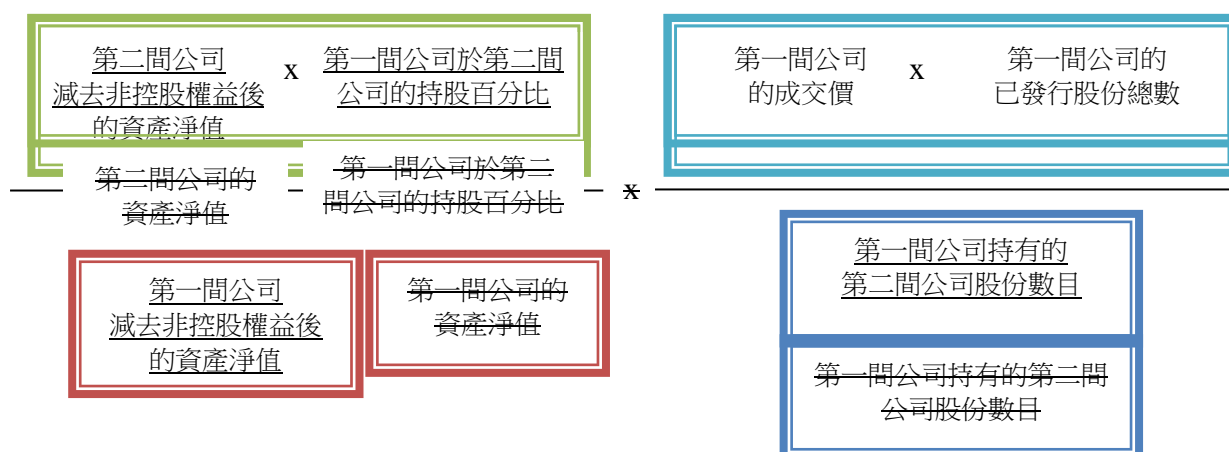 第二間公司
減去非控股權益後
的資產淨值
x
第一間公司於第二間
公司的持股百分比
第二間公司的
資產淨值
第一間公司於第二
間公司的持股百分比
x
第一間公司
的成交價
x
第一間公司的
已發行股份總數
第一間公司
減去非控股權益後
的資產淨值
第一間公司的
資產淨值
第一間公司持有的
第二間公司股份數目
第一間公司持有的第二間
公司股份數目